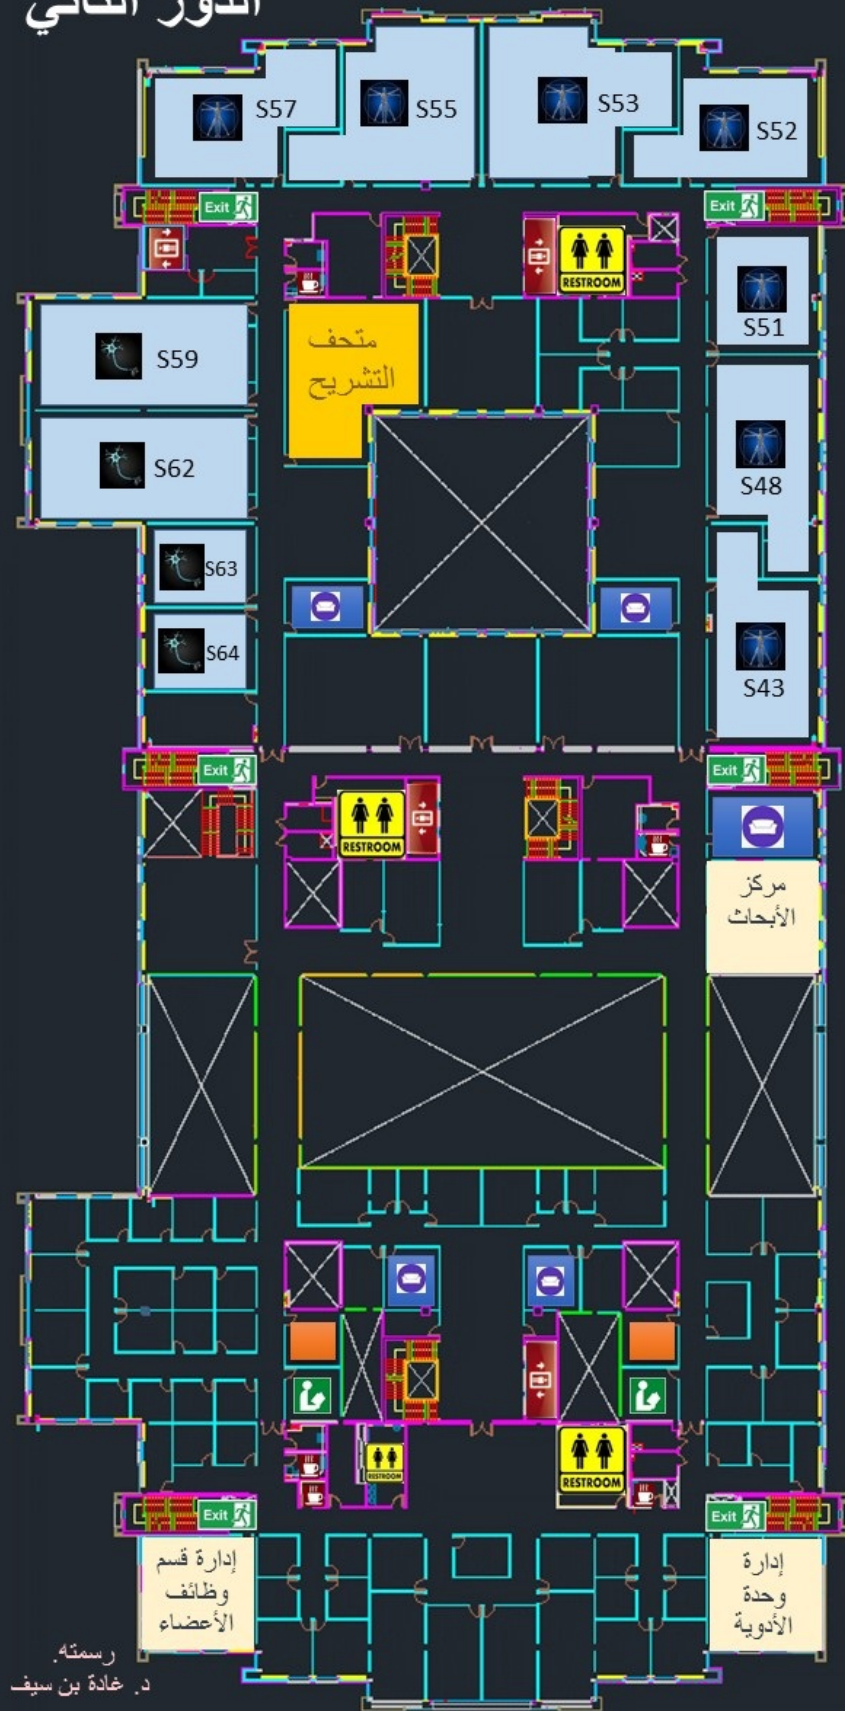 الدور الثاني
S57
S55
S53
S52
Exit
Exit
RESTROOM
S51
متحف
التشريح
S59
S48
S62
S63
S64
S43
Exit
Exit
RESTROOM
مركز
الأبحاث
RESTROOM
RESTROOM
Exit
Exit
إدارة قسم
وظائف
الأعضاء
إدارة
وحدة
الأدوية
رسمته.
د. غادة بن سيف